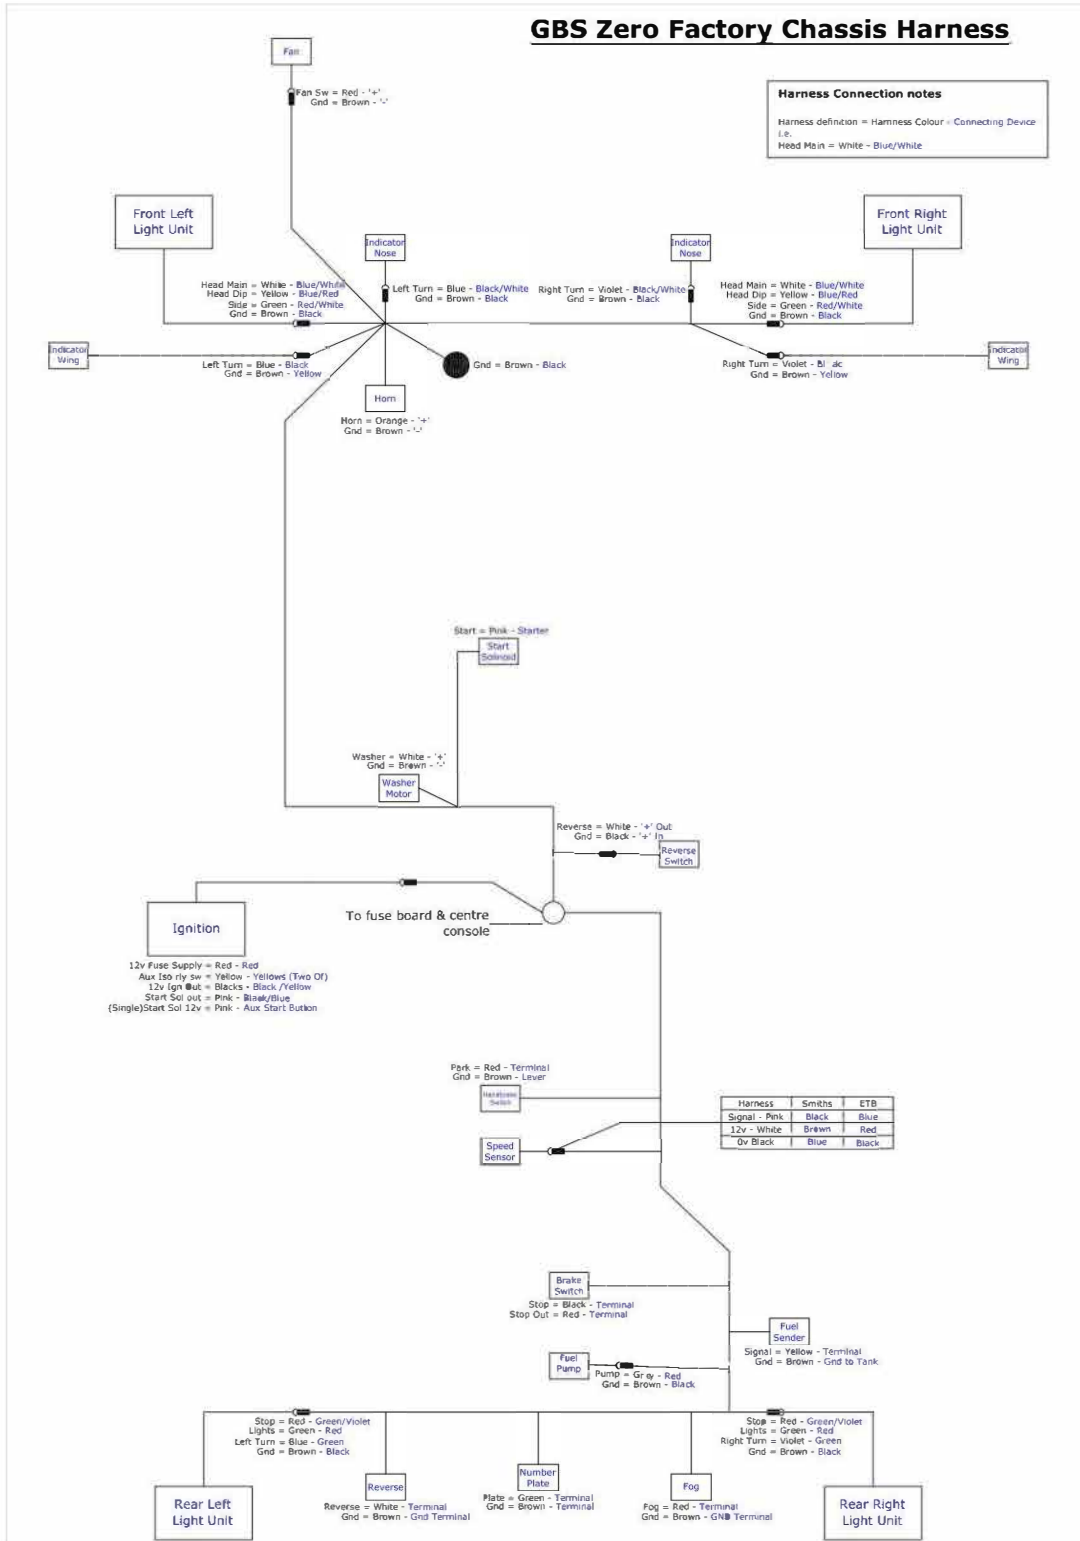 GBS Zero Factory Chassis Harness
Fan
Fan Sw = Red - '+'
Gnd = Brown - '-'
Harness Connection notes
Harness definition = Harnness Colour - Connecting Device
i.e.
Head Main = White - Blue/White
Front Left
Light Unit
Indicator
Nose
Indicator
Nose
Front Right
Light Unit
Head Main = White - Blue/White
Head Dip = Yellow - Blue/Red
Side = Green - Red/White
Gnd = Brown - Black
Left Turn = Blue - Black/White
Gnd = Brown - Black
Right Turn = Violet - Black/White
Gnd = Brown - Black
Head Main = White - Blue/White
Head Dip = Yellow - Blue/Red
Side = Green - Red/White
Gnd = Brown - Black
Indicator
Wing
Left Turn = Blue - Black
Gnd = Brown - Yellow
Gnd = Brown - Black
Right Turn = Violet -
Gnd = Brown - Yellow
Indicator
Wing
Horn
Horn = Orange - '+'
Gnd = Brown - '-'
Start = Pink - Starter
Start
Solinoid
Washer = White - '+'
Gnd = Brown - '-'
Washer
Motor
Reverse = White - '+' Out
Gnd = Black - '+' In
Reverse
Switch
To fuse board & centre
console
Ignition
12v Fuse Supply = Red - Red
Aux Iso rly sw = Yellow - Yellows (Two Of)
12v Ign Out = Blacks - Black /Yellow
Start Sol out = Pink - Black/Blue
(Single)Start Sol 12v = Pink - Aux Start Button
Park = Red - Terminal
Gnd = Brown - Lever
Handbrake
Switch
Speed
Sensor
Harness Smiths ETB
Signal - Pink Black Blue
12v - White Brown Red
0v Black Blue Black
Brake
Switch
Stop = Black - Terminal
Stop Out = Red - Terminal
Fuel
Sender
Signal = Yellow - Terminal
Gnd = Brown - Gnd to Tank
Fuel
Pump
Pump = Grey - Red
Gnd = Brown - Black
Stop = Red - Green/Violet
Lights = Green - Red
Left Turn = Blue - Green
Gnd = Brown - Black
Stop = Red - Green/Violet
Lights = Green - Red
Right Turn = Violet - Green
Gnd = Brown - Black
Rear Left
Light Unit
Reverse
Reverse = White - Terminal
Gnd = Brown - Gnd Terminal
Number
Plate
Plate = Green - Terminal
Gnd = Brown - Terminal
Fog
Fog = Red - Terminal
Gnd = Brown - GND Terminal
Rear Right
Light Unit